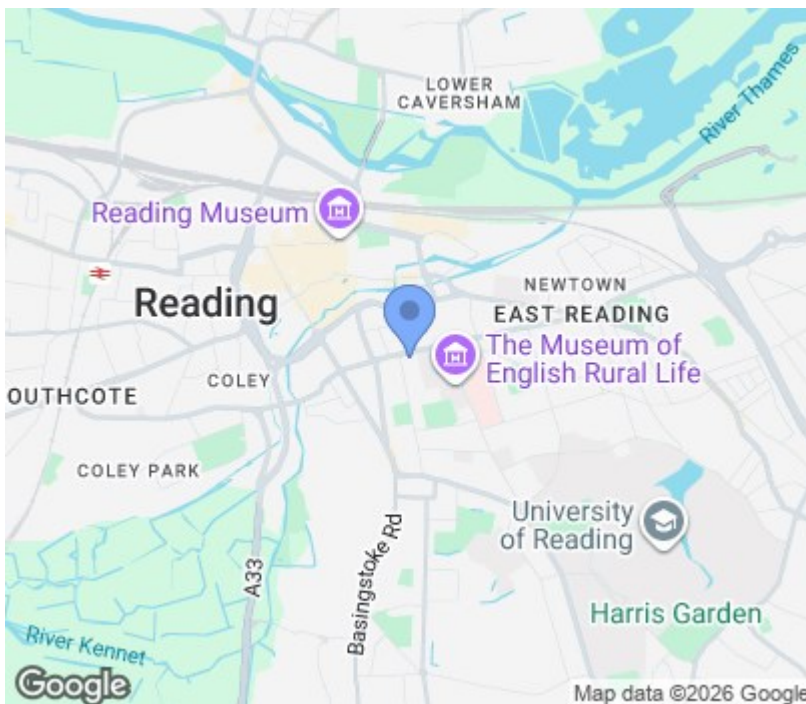 LOWER
CAVERSHAM
River Thames
Reading Museum
NEWTOWN
Reading
EAST READING
The Museum of
English Rural Life
COLEY
OUTHCOTE
COLEY PARK
University
of Reading
Basingstoke Rd
A33
Harris Garden
River Kennet
Google
Map data ©2026 Google